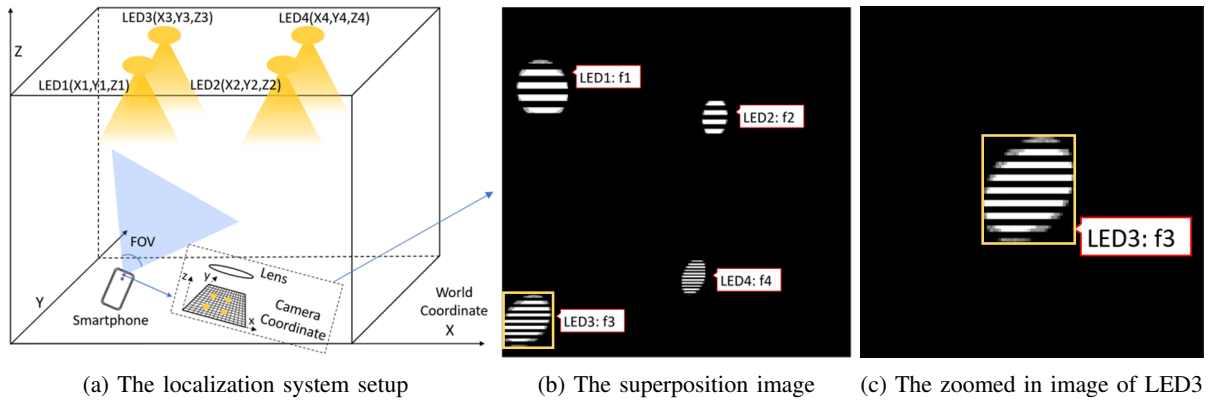 LED3(X3,Y3,Z3)
LED4(X4,Y4,Z4)
Z
LED1(X1,Y1,Z1)
LED2(X2,Y2,Z2)
FOV
Y
Smartphone
z
y
x
Lens
Camera
Coordinate
World
Coordinate
X
(a) The localization system setup
LED1: f1
LED2: f2
LED4: f4
LED3: f3
(b) The superposition image
LED3: f3
(c) The zoomed in image of LED3